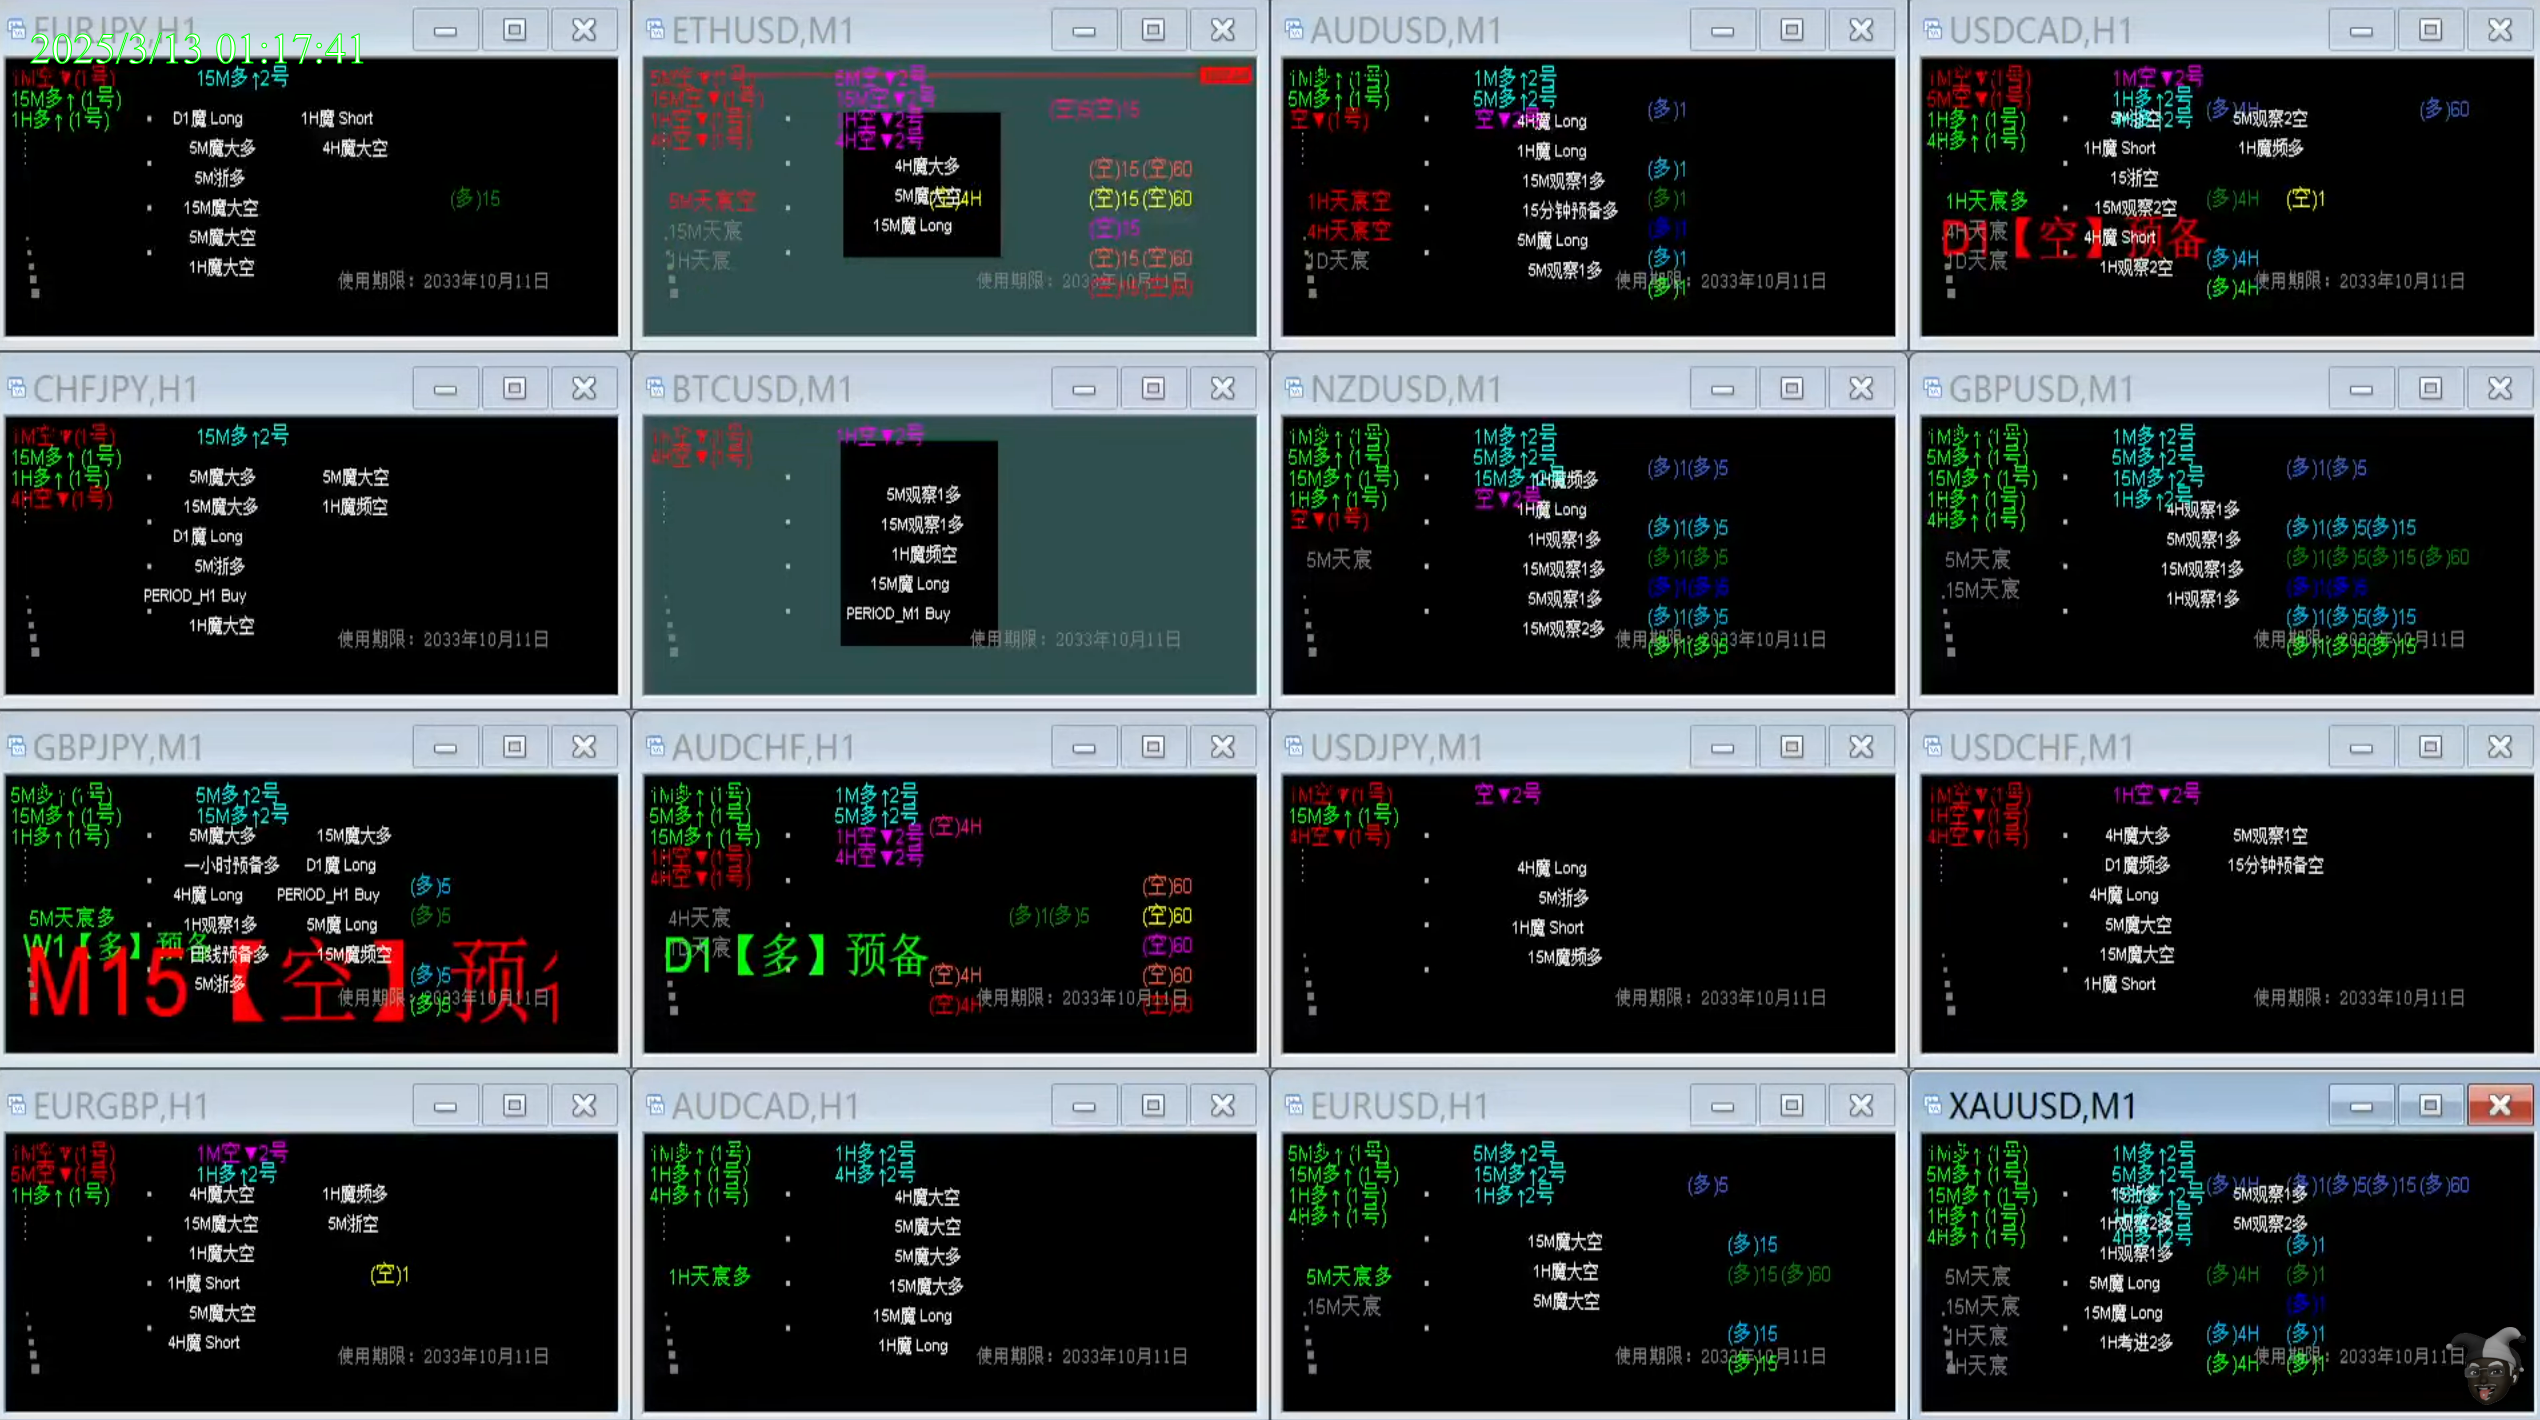 EURJPY,H1
2025/3/13 01:17:41
1M空▼(1号) 15M多↑2号
15M多↑(1号)
1H多↑(1号)
D1魔 Long 1H魔 Short
5M魔大多 4H魔大空
5M浙多
15M魔大空 (多)15
5M魔大空
1H魔大空
使用期限：2033年10月11日
ETHUSD,M1
5M空▼(1号) 5M空▼2号
15M空▼(1号) 15M空▼2号
1H空▼(1号) 1H空▼2号
4H空▼(1号) 4H空▼2号
(空)5(空)15
4H魔大多 (空)15(空)60
5M天宸空 5M魔大空 (空)4H (空)15(空)60
15M天宸 15M魔 Long (空)15
1H天宸 (空)15(空)60
使用期限：2033年10月11日
AUDUSD,M1
1M多↑(1号) 1M多↑2号
5M多↑(1号) 5M多↑2号 (多)1
空▼(1号) 空▼2号 4H魔 Long
1H魔 Long
15M观察1多 (多)1
1H天宸空 15分钟预备多 (多)1
4H天宸空 5M魔 Long (多)1
1D天宸 5M观察1多 (多)1
使用期限：2033年10月11日 (多)1
USDCAD,H1
1M空▼(1号) 1M空▼2号
5M空▼(1号) 1H多↑2号 (多)4H (多)60
1H多↑(1号) 5M浙空 5M观察2空
4H多↑(1号)
1H魔 Short 1H魔频多
15浙空
1H天宸多 15M观察2空 (多)4H (空)1
4H天宸 4H魔 Short
D1【空】预备
1D天宸 1H观察2空 (多)4H
(多)4H 使用期限：2033年10月11日
CHFJPY,H1
1M空▼(1号) 15M多↑2号
15M多↑(1号)
1H多↑(1号)
4H空▼(1号)
5M魔大多 5M魔大空
15M魔大多 1H魔频空
D1魔 Long
5M浙多
PERIOD_H1 Buy
1H魔大空
使用期限：2033年10月11日
BTCUSD,M1
1H空▼(1号) 1H空▼2号
4H空▼(1号)
5M观察1多
15M观察1多
1H魔频空
15M魔 Long
PERIOD_M1 Buy
使用期限：2033年10月11日
NZDUSD,M1
1M多↑(1号) 1M多↑2号
5M多↑(1号) 5M多↑2号 (多)1(多)5
15M多↑(1号) 15M多↑2号 1H魔频多
1H多↑(1号) 空▼2号
空▼(1号) 1H魔 Long
1H观察1多 (多)1(多)5
5M天宸 15M观察1多 (多)1(多)5
5M观察1多 (多)1(多)5
15M观察2多 (多)1(多)5
使用期限：2033年10月11日 (多)1(多)5
GBPUSD,M1
1M多↑(1号) 1M多↑2号
5M多↑(1号) 5M多↑2号 (多)1(多)5
15M多↑(1号) 15M多↑2号
1H多↑(1号) 1H多↑2号
4H多↑(1号) 4H观察1多
5M观察1多 (多)1(多)5(多)15
5M天宸 15M观察1多 (多)1(多)5(多)15(多)60
15M天宸 1H观察1多 (多)1(多)5
(多)1(多)5(多)15
使用期限：2033年10月11日 (多)1(多)5(多)15
GBPJPY,M1
5M多↑(1号) 5M多↑2号
15M多↑(1号) 15M多↑2号
1H多↑(1号) 5M魔大多 15M魔大多
一小时预备多 D1魔 Long
4H魔 Long PERIOD_H1 Buy (多)5
5M天宸多 1H观察1多 5M魔 Long (多)5
W1【多】预备
日线预备多 15M魔频空
M15【空】预
5M浙多 (多)5
使用期限：2033年10月11日 (多)5
AUDCHF,H1
1M多↑(1号) 1M多↑2号
5M多↑(1号) 5M多↑2号
15M多↑(1号) 1H空▼2号 (空)4H
1H空▼(1号) 4H空▼2号
4H空▼(1号) (空)60
4H天宸 (多)1(多)5 (空)60
1D天宸 (空)60
D1【多】预备
(空)4H (空)60
(空)4H 使用期限：2033年10月11日 (空)60
USDJPY,M1
1M空▼(1号) 空▼2号
15M多↑(1号)
4H空▼(1号)
4H魔 Long
5M浙多
1H魔 Short
15M魔频多
使用期限：2033年10月11日
USDCHF,M1
1M空▼(1号) 1H空▼2号
1H空▼(1号)
4H空▼(1号)
4H魔大多 5M观察1空
D1魔频多 15分钟预备空
4H魔 Long
5M魔大空
15M魔大空
1H魔 Short
使用期限：2033年10月11日
EURGBP,H1
1M空▼(1号) 1M空▼2号
5M空▼(1号) 1H多↑2号
1H多↑(1号)
4H魔大空 1H魔频多
15M魔大空 5M浙空
1H魔大空
1H魔 Short (空)1
5M魔大空
4H魔 Short
使用期限：2033年10月11日
AUDCAD,H1
1M多↑(1号) 1H多↑2号
1H多↑(1号) 4H多↑2号
4H多↑(1号)
4H魔大空
5M魔大空
5M魔大多
1H天宸多 15M魔大多
15M魔 Long
1H魔 Long
使用期限：2033年10月11日
EURUSD,H1
5M多↑(1号) 5M多↑2号
15M多↑(1号) 15M多↑2号
1H多↑(1号) 1H多↑2号 (多)5
4H多↑(1号)
15M魔大空 (多)15
5M天宸多 1H魔大空 (多)15(多)60
15M天宸 5M魔大空
(多)15
使用期限：2033年10月11日 (多)15
XAUUSD,M1
1M多↑(1号) 1M多↑2号
5M多↑(1号) 5M多↑2号 (多)4H (多)1(多)5(多)15(多)60
15M多↑(1号) 15浙多 5M观察1多
1H多↑(1号) 1H观察2多 5M观察2多
4H多↑(1号) 4H多↑2号 (多)1
1H观察1多
5M天宸 5M魔 Long (多)4H (多)1
15M天宸 15M魔 Long (多)1
1H天宸 1H考进2多 (多)4H (多)1
4H天宸 (多)4H 使用期限：2033年10月11日 (多)1